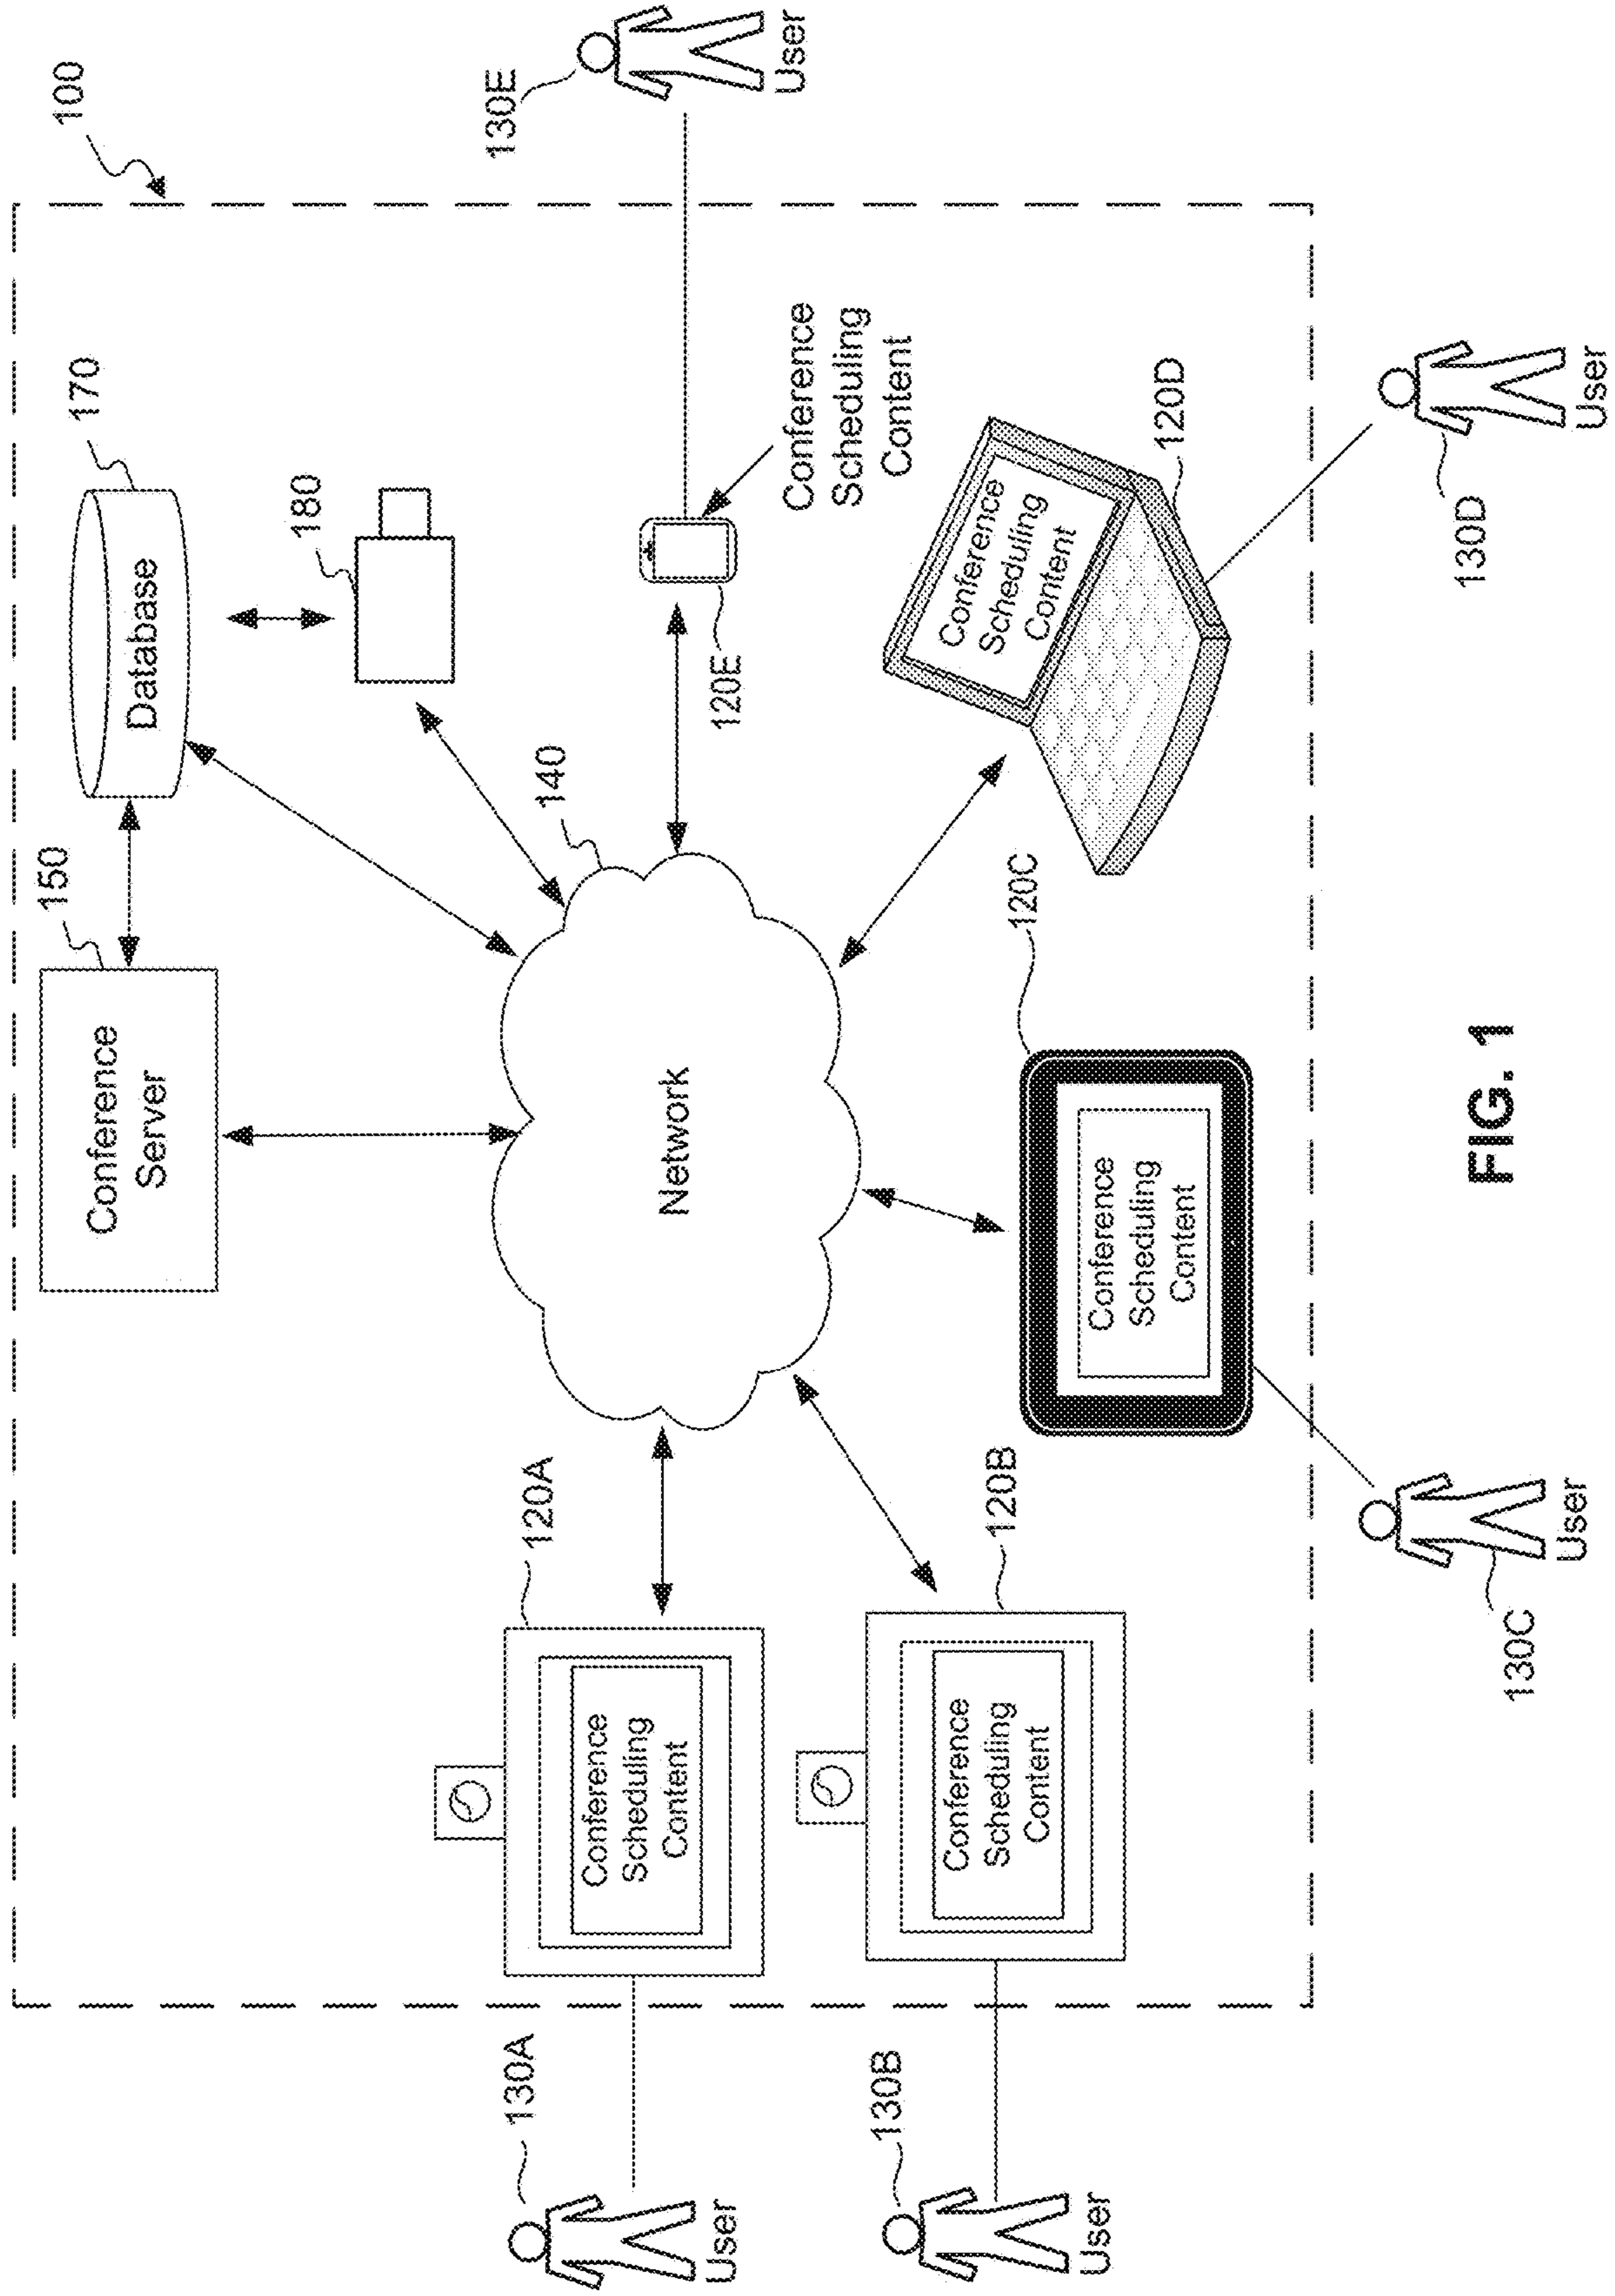 100
150
Conference
Server
170
Database
180
140
Network
130E
User
120E
Conference
Scheduling
Content
120A
Conference
Scheduling
Content
130A
User
120B
Conference
Scheduling
Content
130B
User
120C
Conference
Scheduling
Content
130C
User
120D
Conference
Scheduling
Content
130D
User
FIG. 1